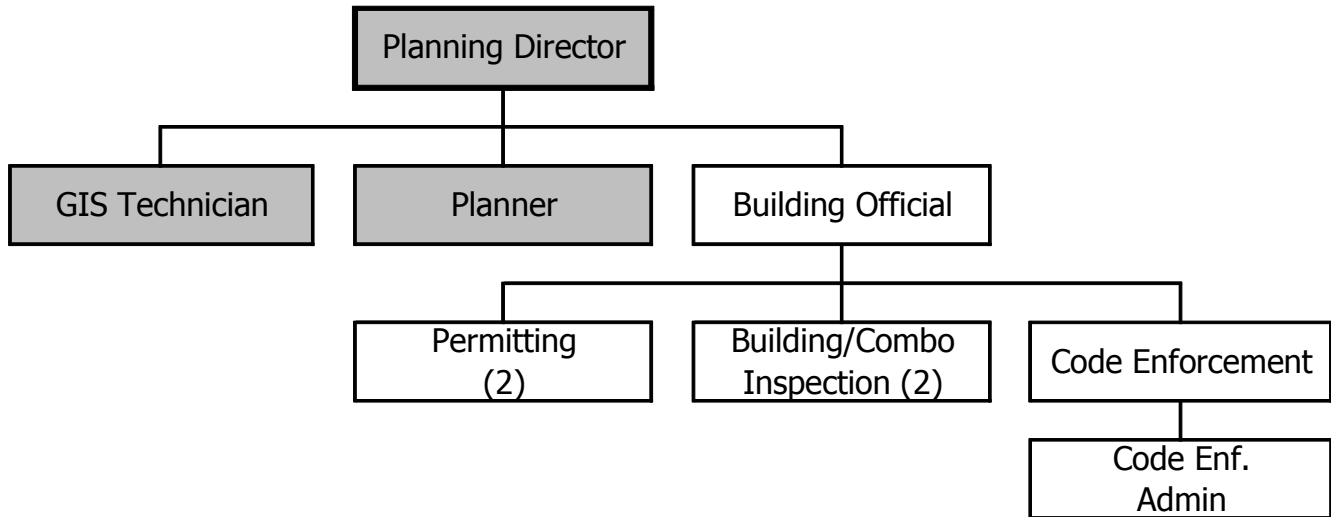 Planning Director
GIS Technician
Planner
Building Official
Permitting
(2)
Building/Combo
Inspection (2)
Code Enforcement
Code Enf.
Admin